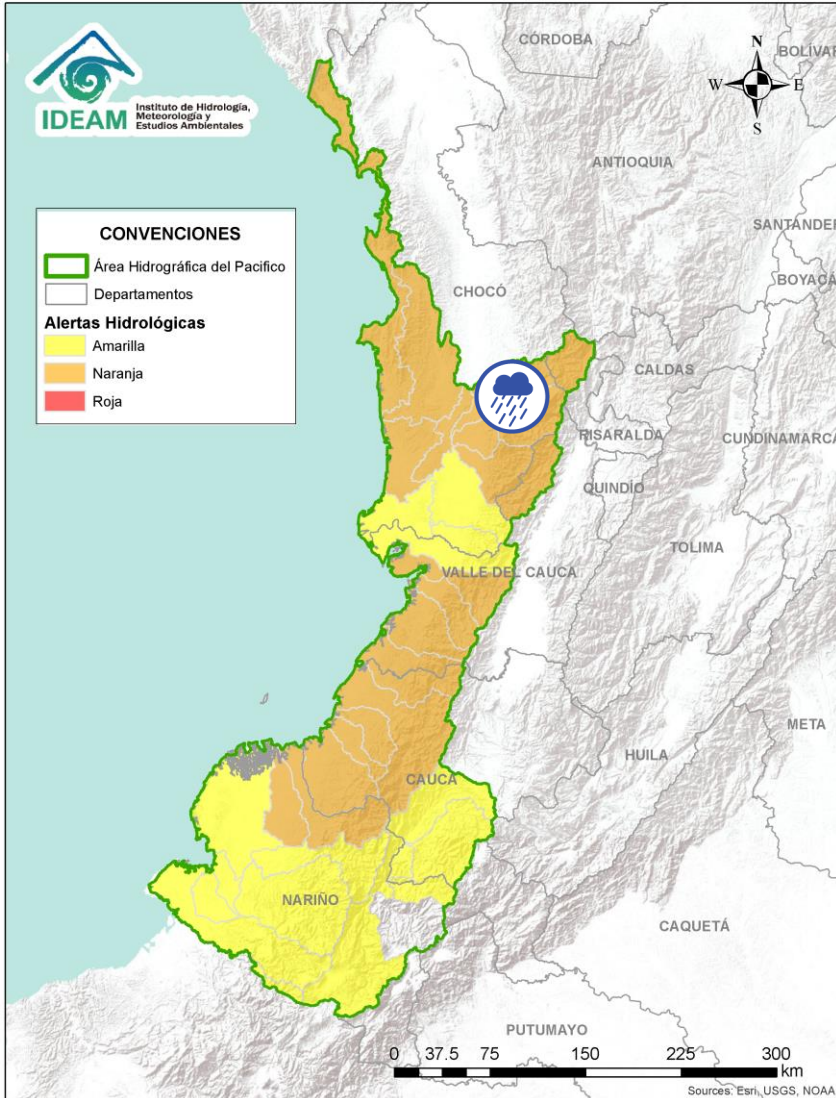 IDEAM
Instituto de Hidrología,
Meteorología y
Estudios Ambientales
CÓRDOBA
BOLÍVAR
N
W
E
S
ANTIOQUIA
SANTANDER
BOYACÁ
CONVENCIONES
Área Hidrográfica del Pacifico
Departamentos
Alertas Hidrológicas
Amarilla
Naranja
Roja
CHOCÓ
CALDAS
RISARALDA
CUNDINAMARCA
QUINDÍO
TOLIMA
VALLE DEL CAUCA
META
HUILA
CAUCA
NARIÑO
CAQUETÁ
PUTUMAYO
0 37.5 75 150 225 300
km
Sources: Esri, USGS, NOAA